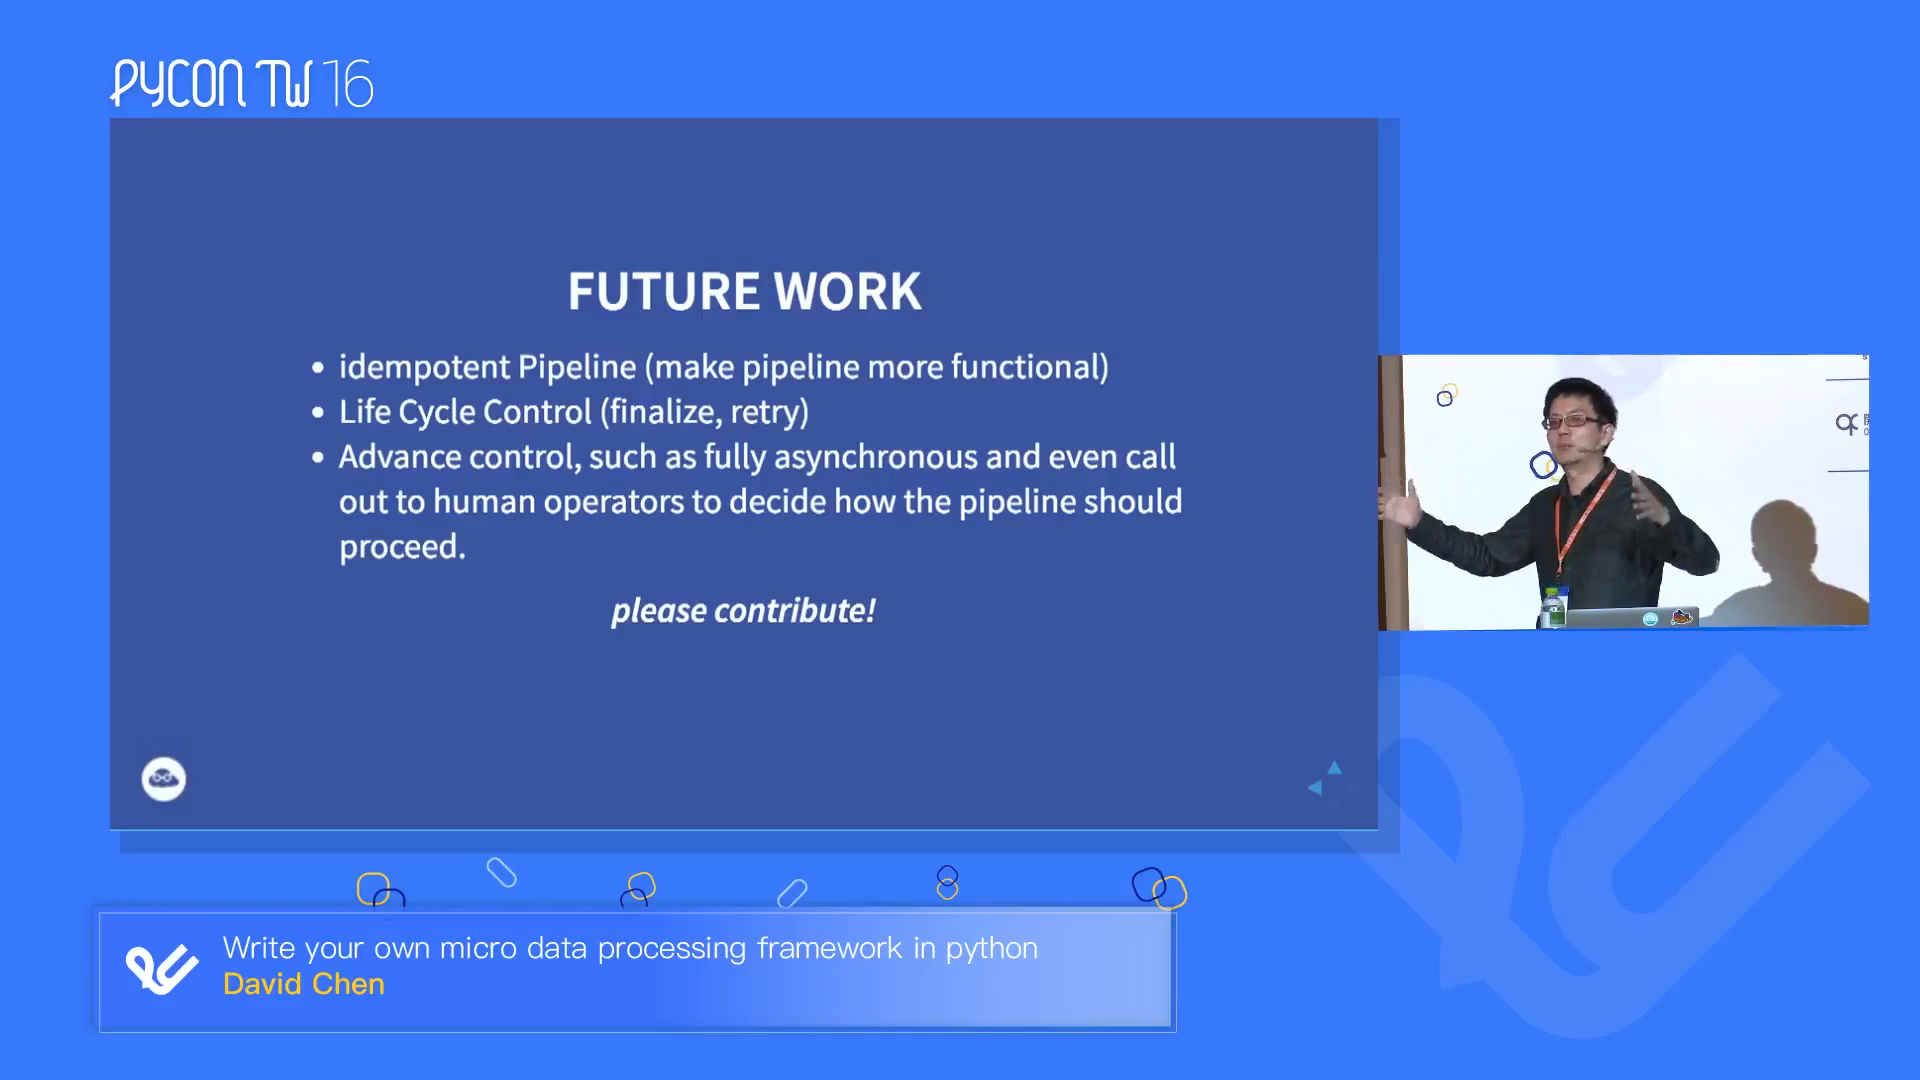 PYCON TW 16
FUTURE WORK
• idempotent Pipeline (make pipeline more functional)
• Life Cycle Control (finalize, retry)
• Advance control, such as fully asynchronous and even call
out to human operators to decide how the pipeline should
proceed.
please contribute!
Write your own micro data processing framework in python
David Chen